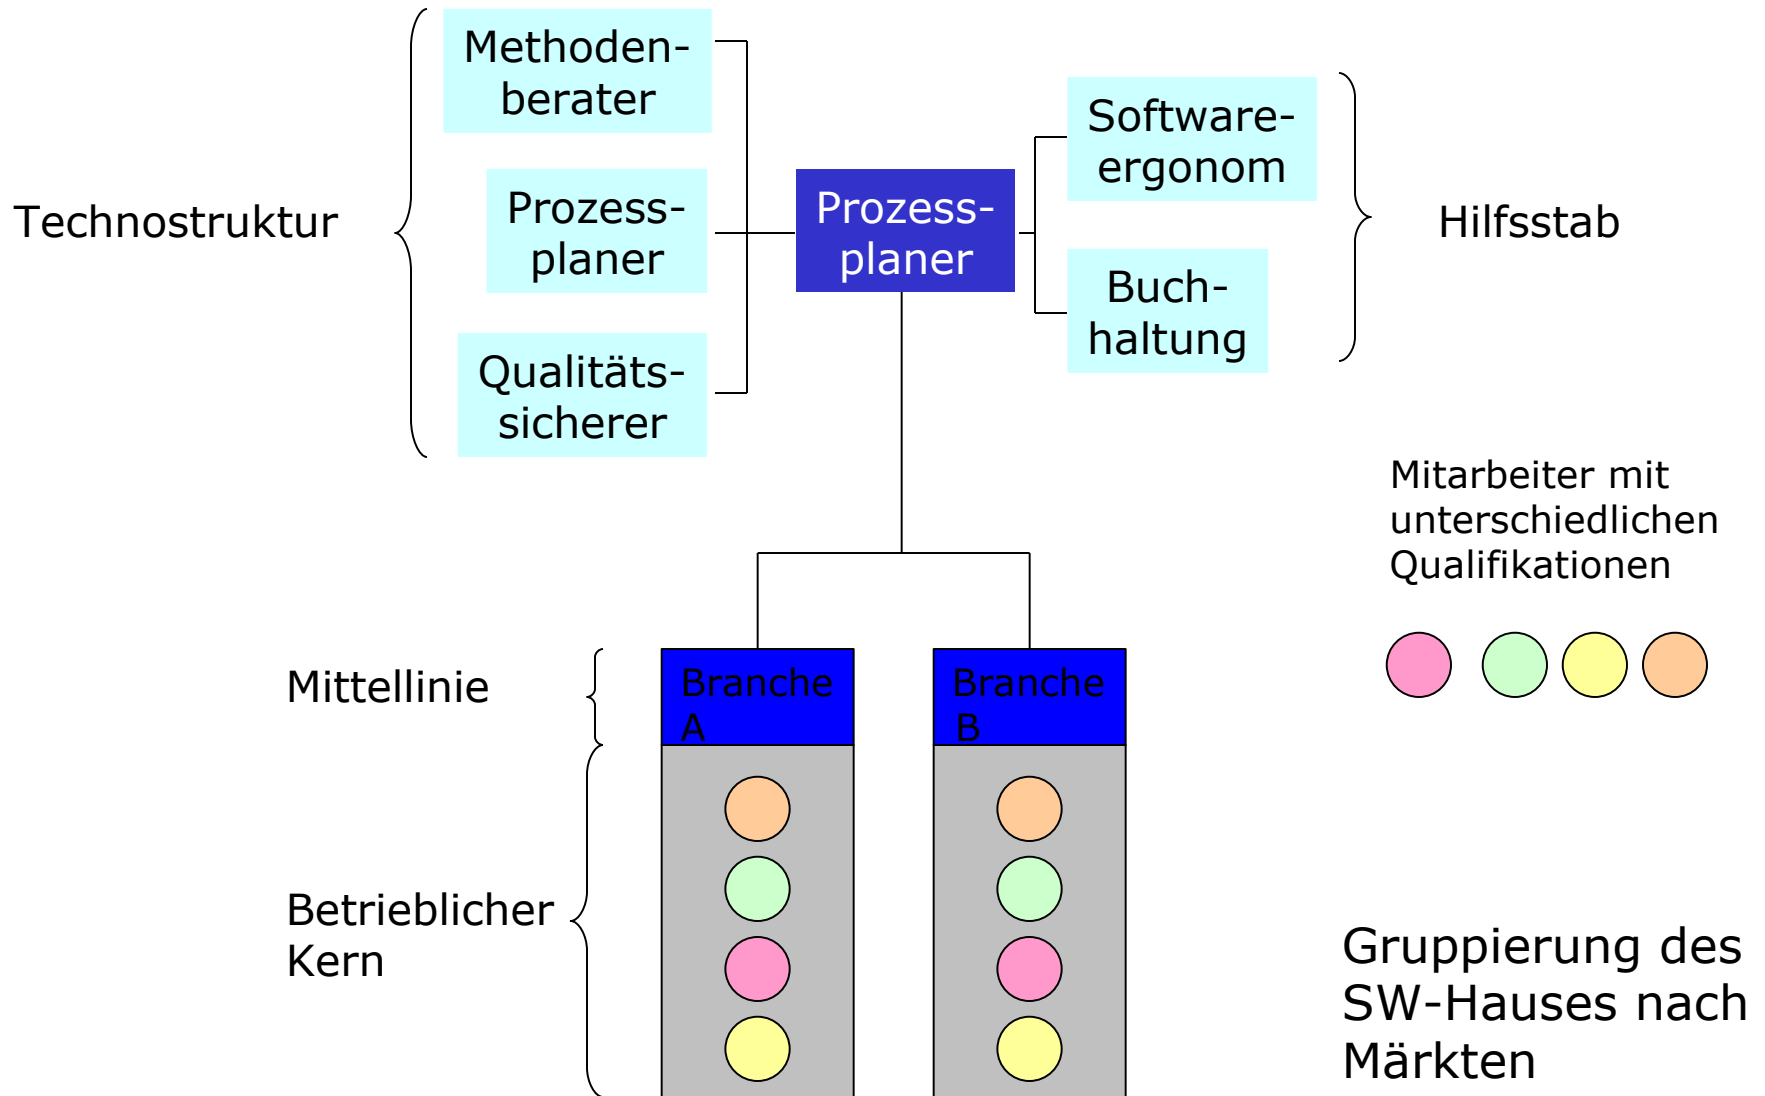 Methoden-
berater
Technostruktur
Prozess-
planer
Qualitäts-
sicherer
Prozess-
planer
Software-
ergonom
Buch-
haltung
Hilfsstab
Mitarbeiter mit
unterschiedlichen
Qualifikationen
Mittellinie
Branche
A
Branche
B
Betrieblicher
Kern
Gruppierung des
SW-Hauses nach
Märkten